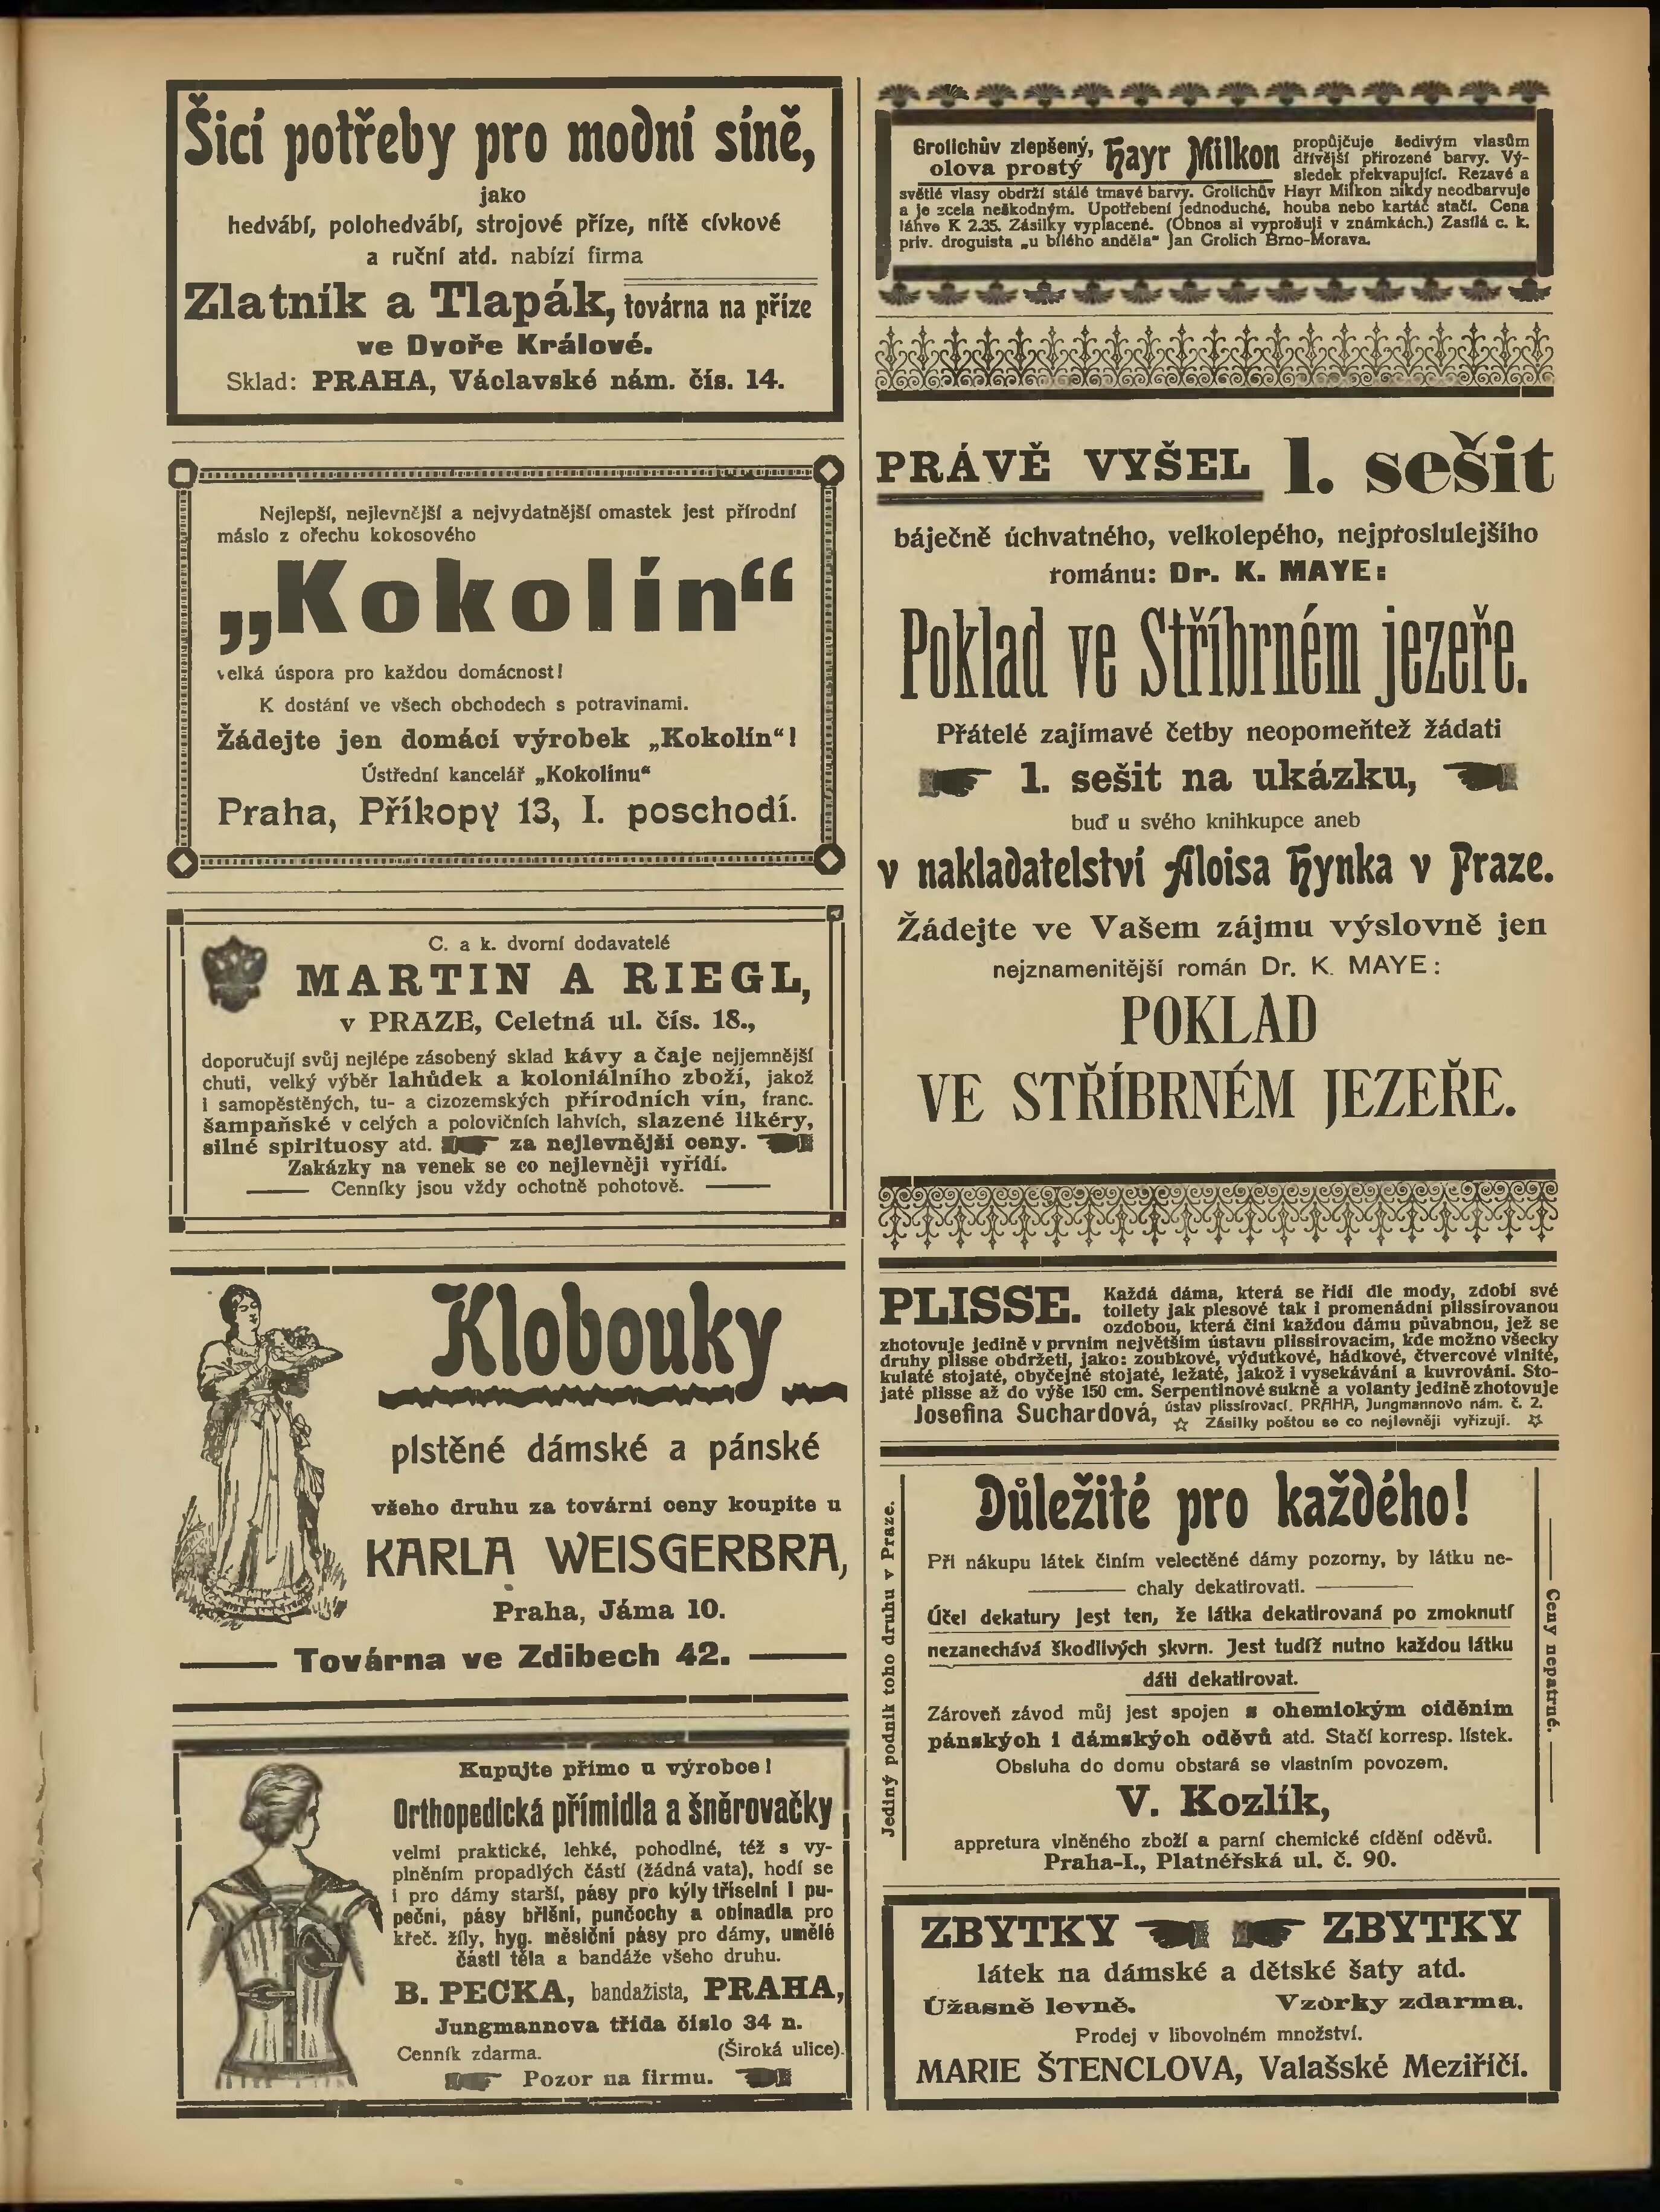 Šicí potřeby pro modní síně,
jako
hedvábí, polohedvábí, strojové příze, nítě cívkové
a ruční atd. nabízí firma
Zlatník a Tlapák, továrna na příze
ve Dvoře Králové.
Sklad: PRAHA, Václavské nám. čís. 14.
Nejlepší, nejlevnější a nejvydatnější omastek jest přírodní
máslo z ořechu kokosového
„Kokolín“
velká úspora pro každou domácnost!
K dostání ve všech obchodech s potravinami.
Žádejte jen domácí výrobek „Kokolín“!
Ústřední kancelář „Kokolínu“
Praha, Příkopy 13, I. poschodí.
C. a k. dvorní dodavatelé
MARTIN A RIEGL,
v PRAZE, Celetná ul. čís. 18.,
doporučují svůj nejlépe zásobený sklad kávy a čaje nejjemnější
chuti, velký výběr lahůdek a koloniálního zboží, jakož
i samopěstěných, tu- a cizozemských přírodních vín, franc.
šampaňské v celých a polovičních lahvích, slazené likéry,
silné spirituosy atd. za nejlevnější ceny.
Zakázky na venek se co nejlevněji vyřídí.
Cenníky jsou vždy ochotně pohotově.
Klobouky
plstěné dámské a pánské
všeho druhu za tovární ceny koupíte u
KARLA WEISGERBRA,
Praha, Jáma 10.
Továrna ve Zdibech 42.
Kupujte přímo u výrobce!
Orthopedická přímidla a šněrovačky
velmi praktické, lehké, pohodlné, též s vy-
plněním propadlých částí (žádná vata), hodí se
i pro dámy starší, pásy pro kýly tříselní i pu-
peční, pásy břišní, punčochy a obinadla pro
křeč. žíly, hyg. měsíční pásy pro dámy, umělé
části těla a bandáže všeho druhu.
B. PECKA, bandažista, PRAHA,
Jungmannova třída číslo 34 n.
Cenník zdarma. (Široká ulice).
Pozor na firmu.
Grolichův zlepšený, olova prostý Hayr Milkon propůjčuje šedivým vlasům
dřívější přirozené barvy. Vý-
sledek překvapující. Rezavé a
světlé vlasy obdrží stálé tmavé barvy. Grolichův Hayr Milkon nikdy neodbarvuje
a je zcela neškodným. Upotřebení jednoduché, houba nebo kartáč stačí. Cena
láhve K 2.35. Zásilky vyplacené. (Obnos si vyprošuji v známkách.) Zasílá c. k.
priv. droguista „u bílého anděla“ Jan Grolich Brno-Morava.
PRÁVĚ VYŠEL 1. sešit
báječně úchvatného, velkolepého, nejproslulejšího
románu: Dr. K. MAYE:
Poklad ve Stříbrném jezeře.
Přátelé zajímavé četby neopomeňtež žádati
1. sešit na ukázku,
buď u svého knihkupce aneb
v nakladatelství Aloisa Hynka v Praze.
Žádejte ve Vašem zájmu výslovně jen
nejznamenitější román Dr. K. MAYE:
POKLAD
VE STŘÍBRNÉM JEZEŘE.
PLISSE. Každá dáma, která se řídí dle mody, zdobí své
toilety jak plesové tak i promenádní plissírovanou
ozdobou, která činí každou dámu půvabnou, jež se
zhotovuje jedině v prvním největším ústavu plissírovacím, kde možno všecky
druhy plisse obdržeti, jako: zoubkové, výdutkové, hádkové, čtvercové vlnité,
kulaté stojaté, obyčejné stojaté, ležaté, jakož i vysekávání a kuvrování. Sto-
jaté plisse až do výše 150 cm. Serpentinové sukně a volanty jedině zhotovuje
Josefina Suchardová, ústav plissírovací. PRAHA, Jungmannovo nám. č. 2.
Zásilky poštou se co nejlevněji vyřizují.
Jediný podnik toho druhu v Praze.
Důležité pro každého!
Při nákupu látek činím velectěné dámy pozorny, by látku ne-
chaly dekatirovati.
Účel dekatury jest ten, že látka dekatirovaná po zmoknutí
nezanechává škodlivých skvrn. Jest tudíž nutno každou látku
dáti dekatirovat.
Zároveň závod můj jest spojen s chemickým cíděním
pánských i dámských oděvů atd. Stačí korresp. lístek.
Obsluha do domu obstará se vlastním povozem.
V. Kozlík,
appretura vlněného zboží a parní chemické cídění oděvů.
Praha-I., Platnéřská ul. č. 90.
Ceny nepatrné.
ZBYTKY ZBYTKY
látek na dámské a dětské šaty atd.
Úžasně levně. Vzorky zdarma.
Prodej v libovolném množství.
MARIE ŠTENCLOVA, Valašské Meziříčí.